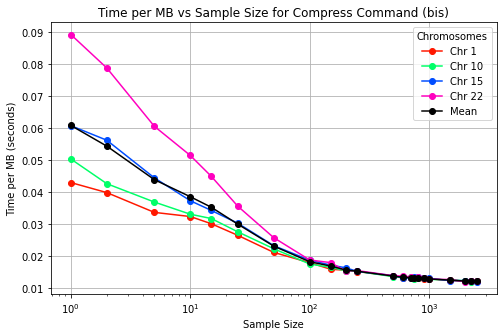 Time per MB vs Sample Size for Compress Command (bis)
Chromosomes
Chr 1
Chr 10
Chr 15
Chr 22
Mean
Time per MB (seconds)
0.09
0.08
0.07
0.06
0.05
0.04
0.03
0.02
0.01
10⁰
10¹
10²
10³
Sample Size